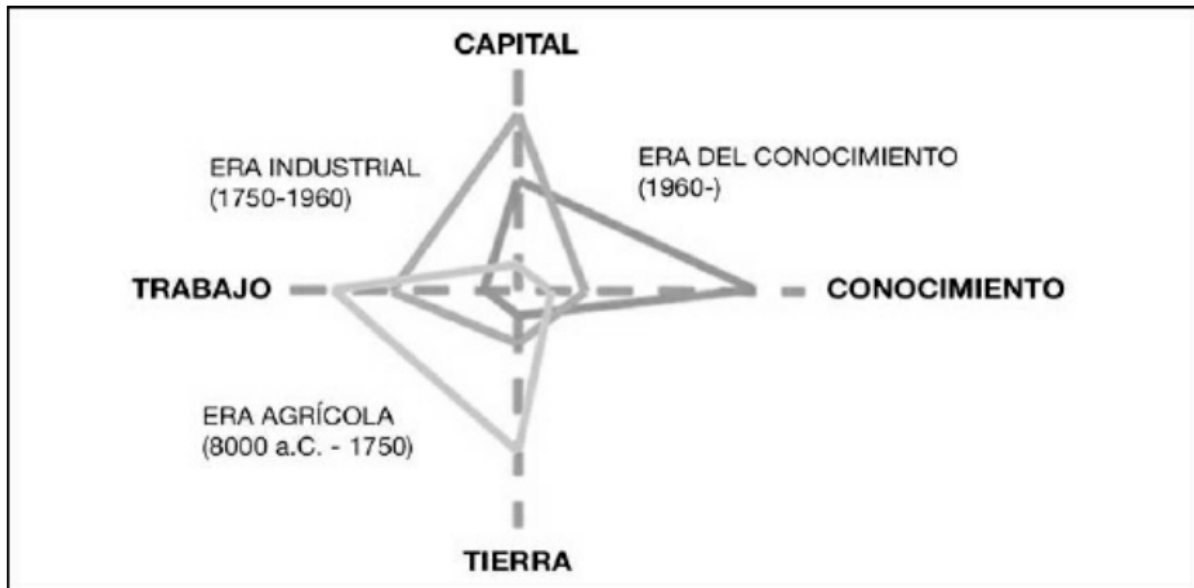 CAPITAL
ERA INDUSTRIAL
(1750-1960)
ERA DEL CONOCIMIENTO
(1960-)
TRABAJO
CONOCIMIENTO
ERA AGRÍCOLA
(8000 a.C. - 1750)
TIERRA